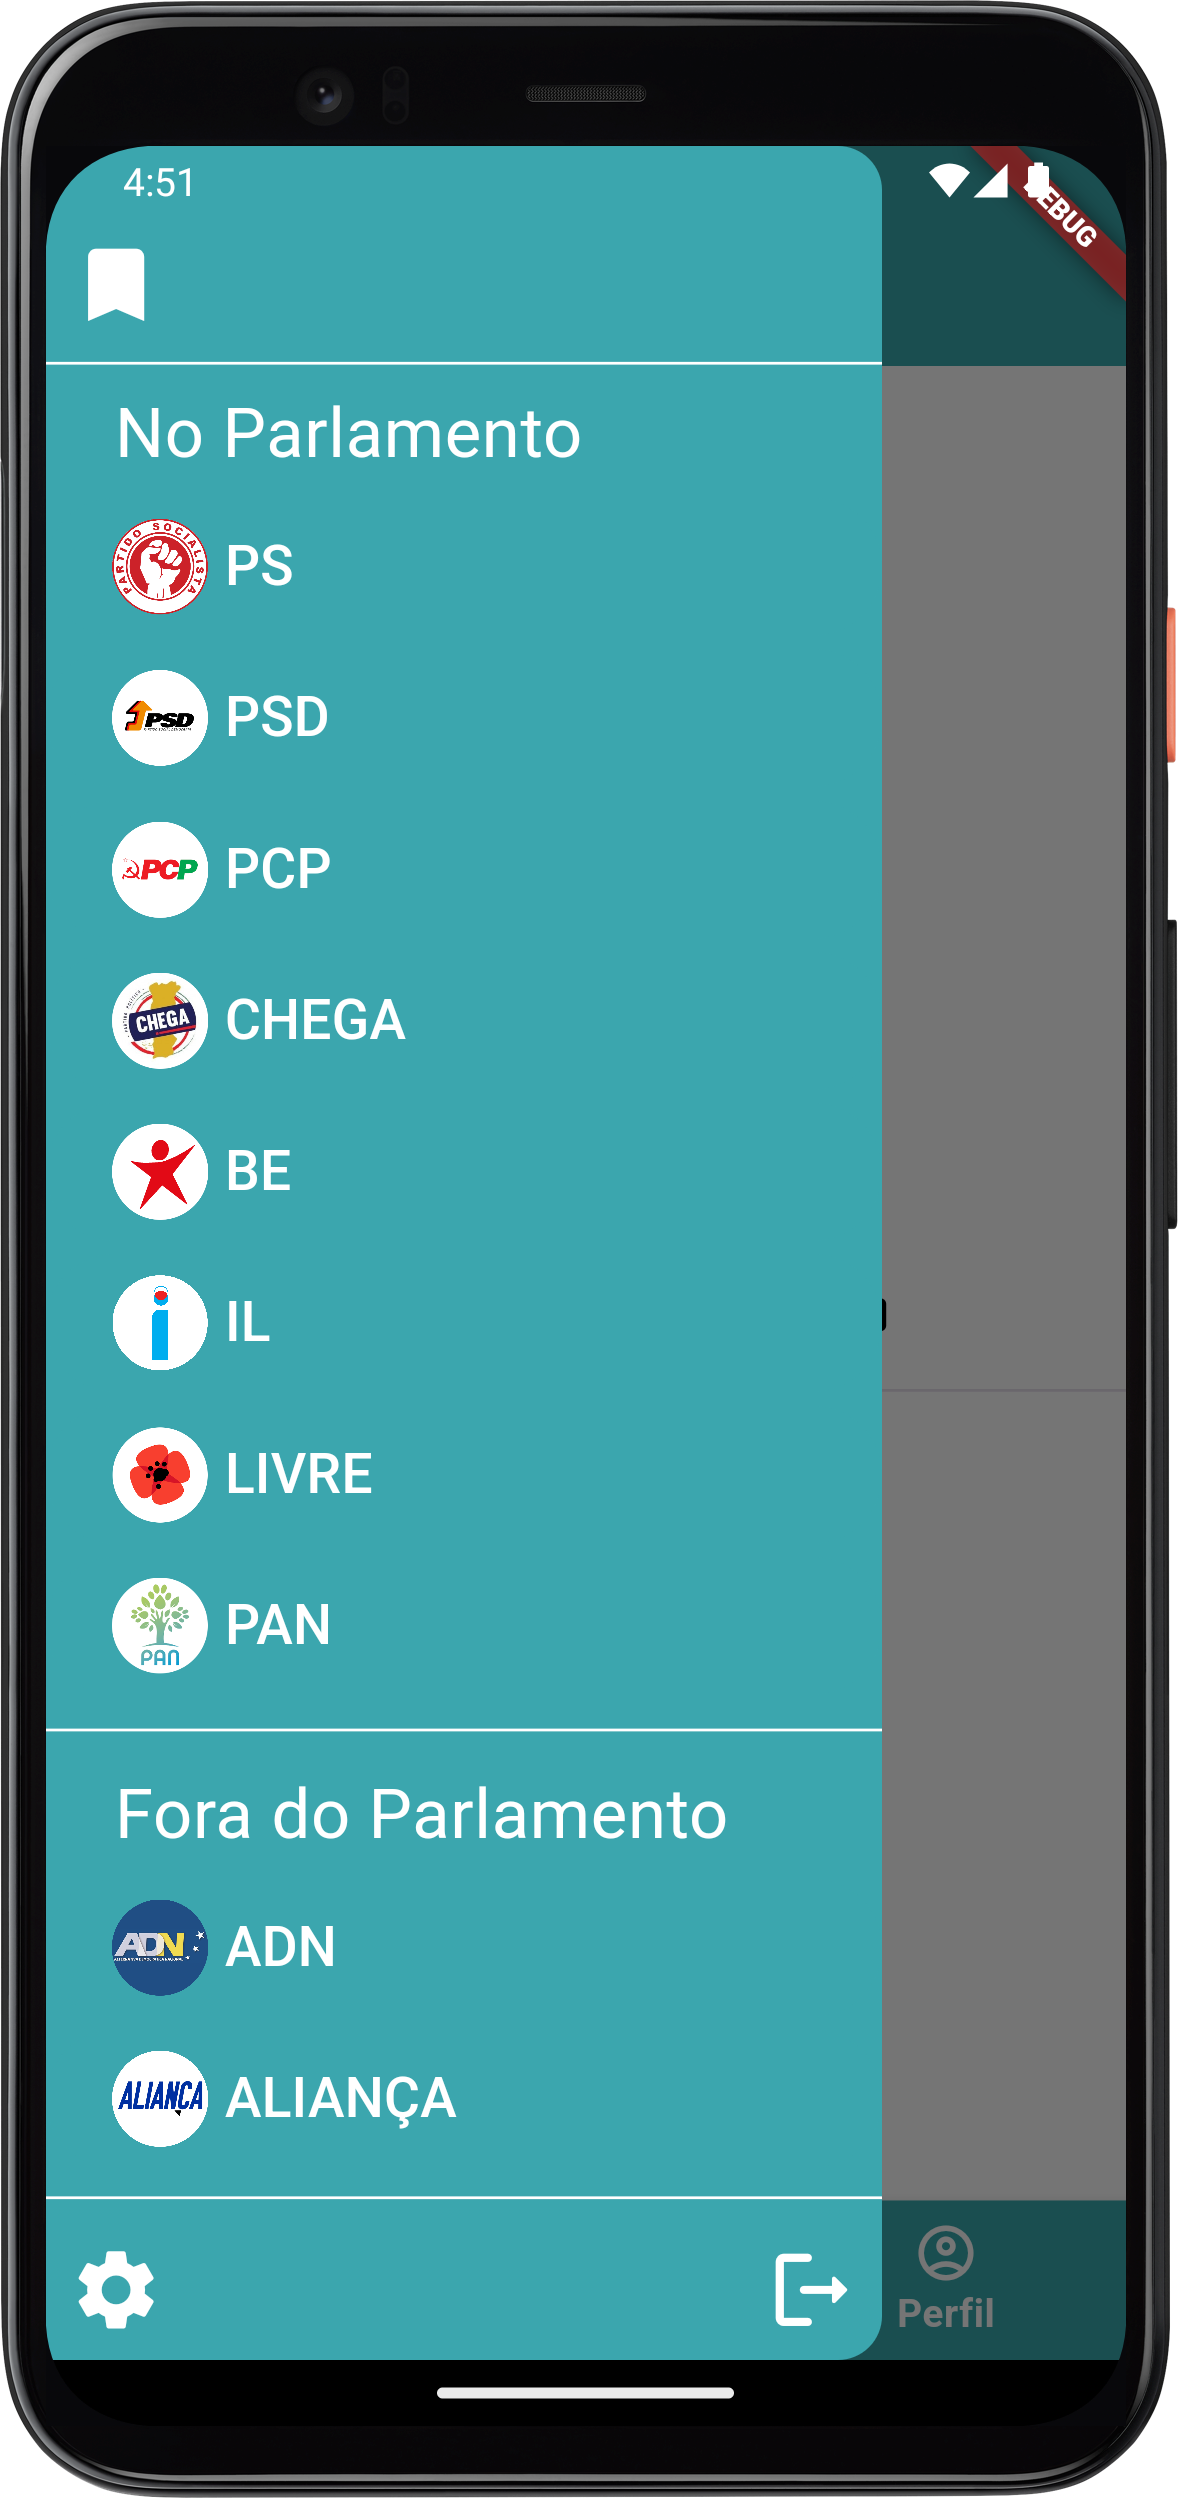 4:51
EBUG
No Parlamento
PARTIDO SOCIALISTA
PS
PSD
PSD
PCP
PCP
CHEGA
CHEGA
BE
IL
LIVRE
PAN
PAN
Fora do Parlamento
ADN
ADN
ALIANÇA
ALIANÇA
Perfil